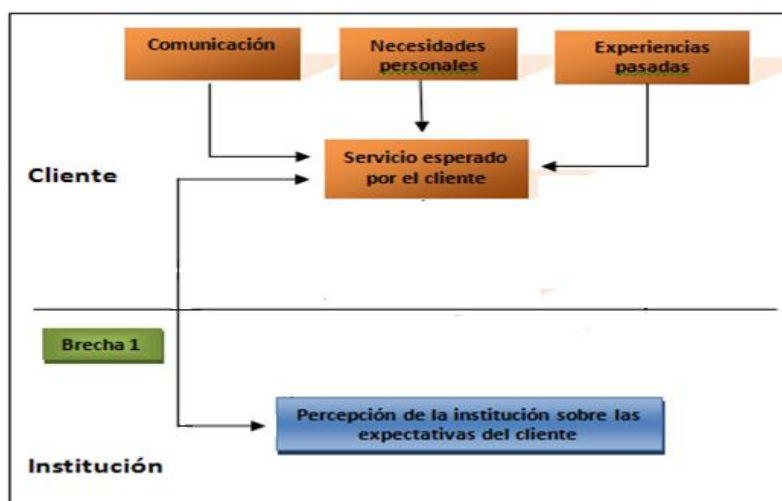 Comunicación
Necesidades
personales
Experiencias
pasadas
Servicio esperado
por el cliente
Cliente
Brecha 1
Percepción de la institución sobre las
expectativas del cliente
Institución